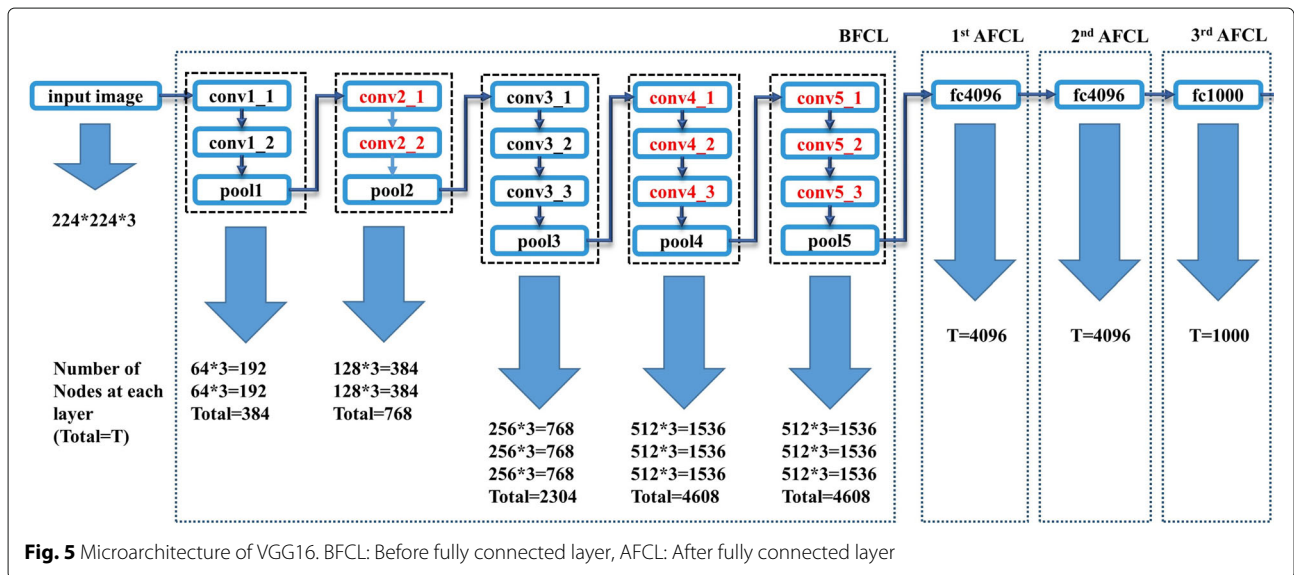 BFCL
1st AFCL
2nd AFCL
3rd AFCL
input image
224*224*3
conv1_1
conv1_2
pool1
conv2_1
conv2_2
pool2
conv3_1
conv3_2
conv3_3
pool3
conv4_1
conv4_2
conv4_3
pool4
conv5_1
conv5_2
conv5_3
pool5
fc4096
fc4096
fc1000
Number of
Nodes at each
layer
(Total=T)
64*3=192
64*3=192
Total=384
128*3=384
128*3=384
Total=768
256*3=768
256*3=768
256*3=768
Total=2304
512*3=1536
512*3=1536
512*3=1536
Total=4608
512*3=1536
512*3=1536
512*3=1536
Total=4608
T=4096
T=4096
T=1000
Fig. 5 Microarchitecture of VGG16. BFCL: Before fully connected layer, AFCL: After fully connected layer